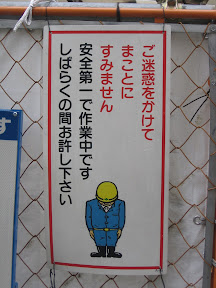 ご迷惑をかけて
まことに
すみません
安全第一で作業中です
しばらくの間お許し下さい
す